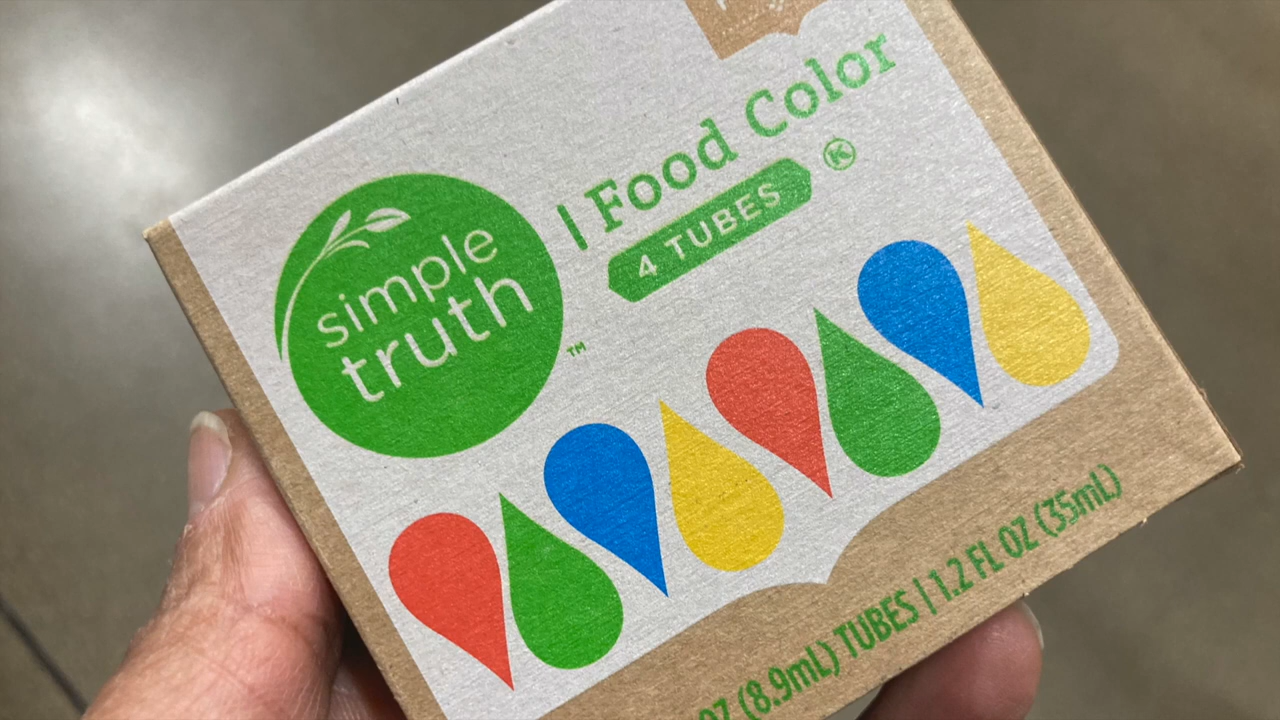 simple
truth
™
| Food Color
4 TUBES
Ⓚ
OZ (8.9mL) TUBES | 1.2 FL OZ (35mL)